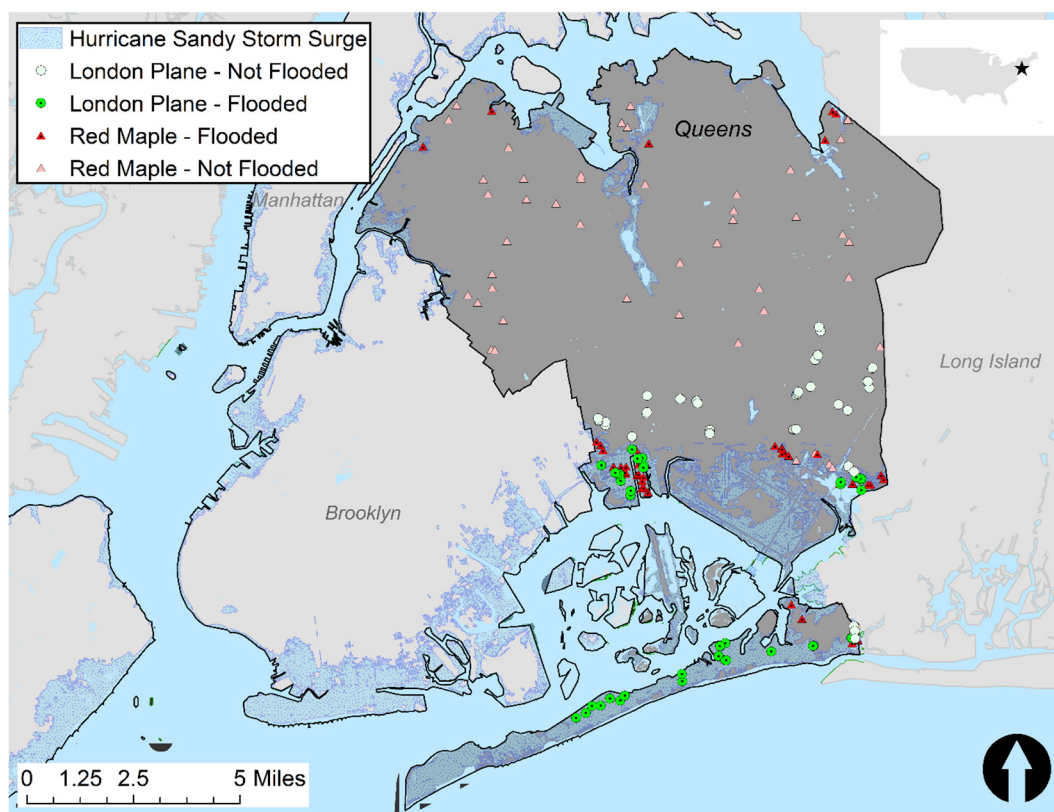 Hurricane Sandy Storm Surge
London Plane - Not Flooded
London Plane - Flooded
Red Maple - Flooded
Red Maple - Not Flooded
Queens
Manhattan
Long Island
Brooklyn
0 1.25 2.5 5 Miles